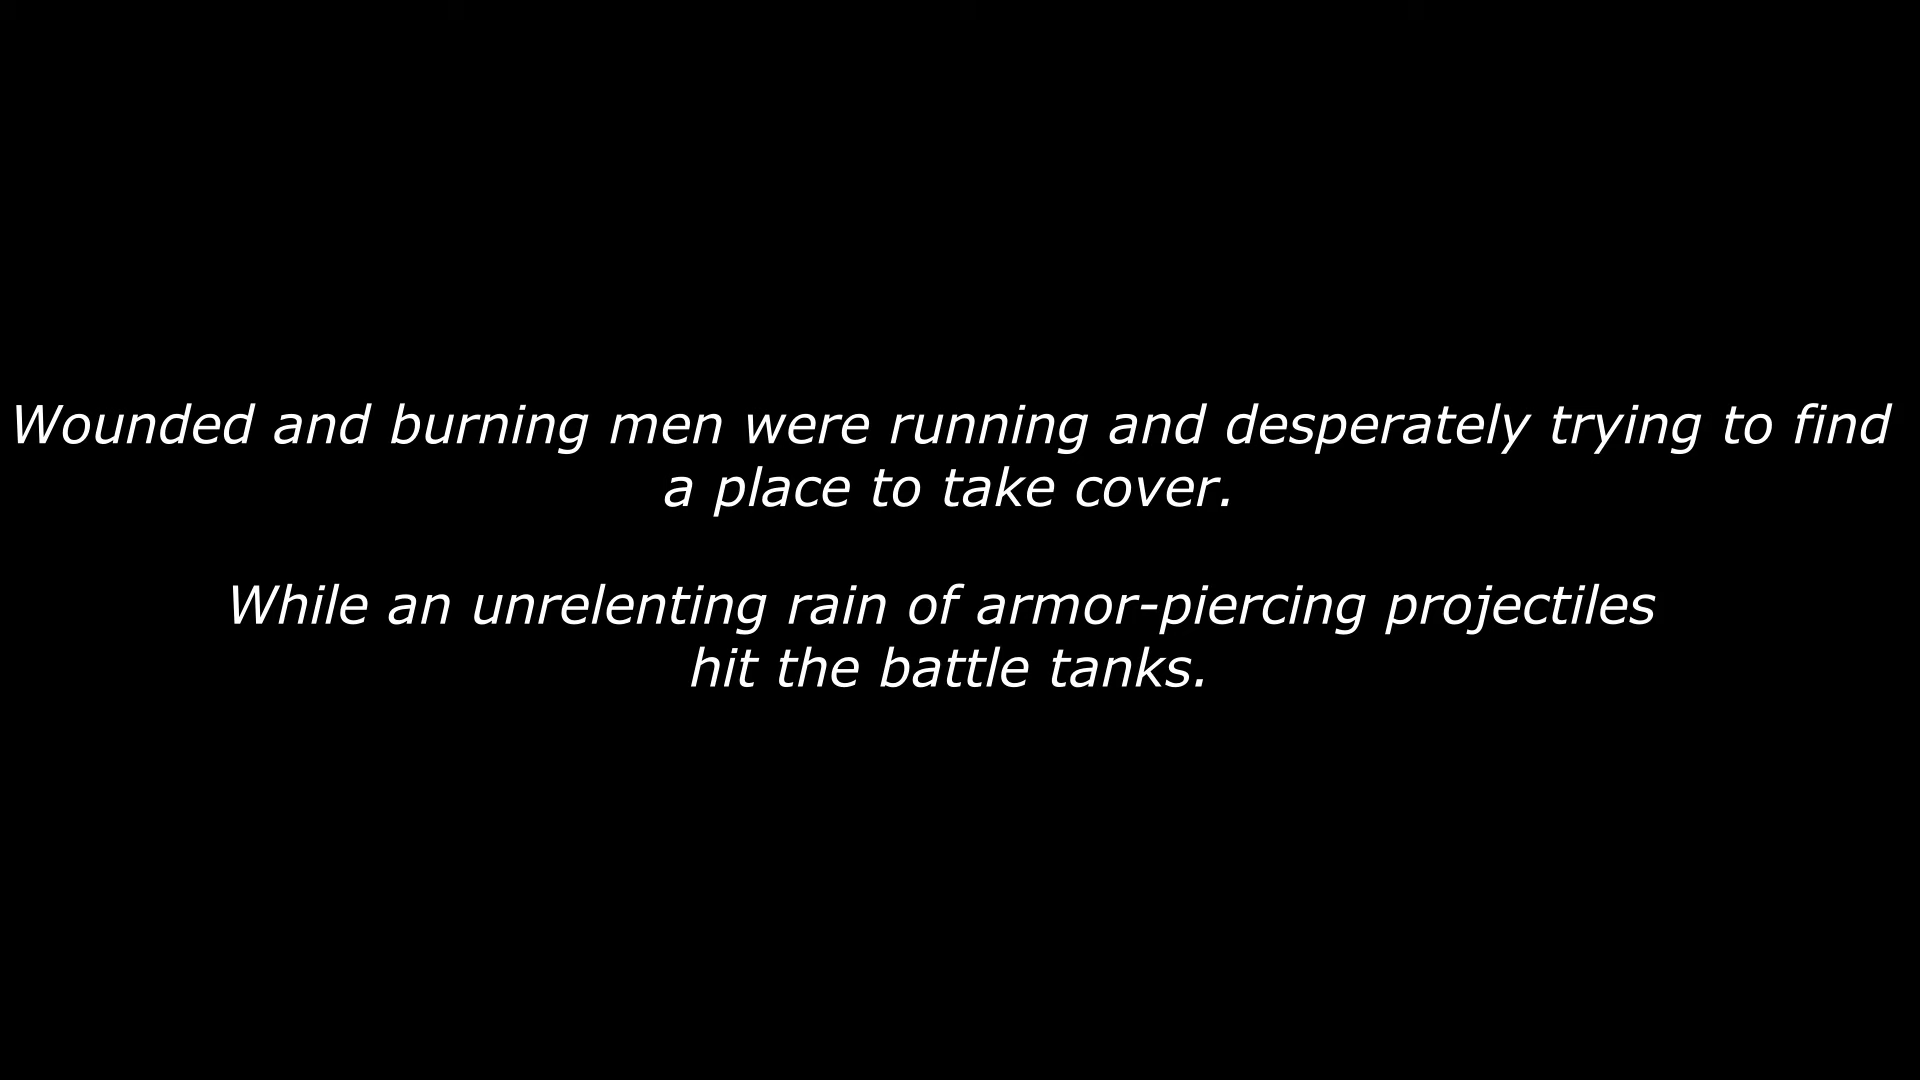 Wounded and burning men were running and desperately trying to find
a place to take cover.
While an unrelenting rain of armor-piercing projectiles
hit the battle tanks.